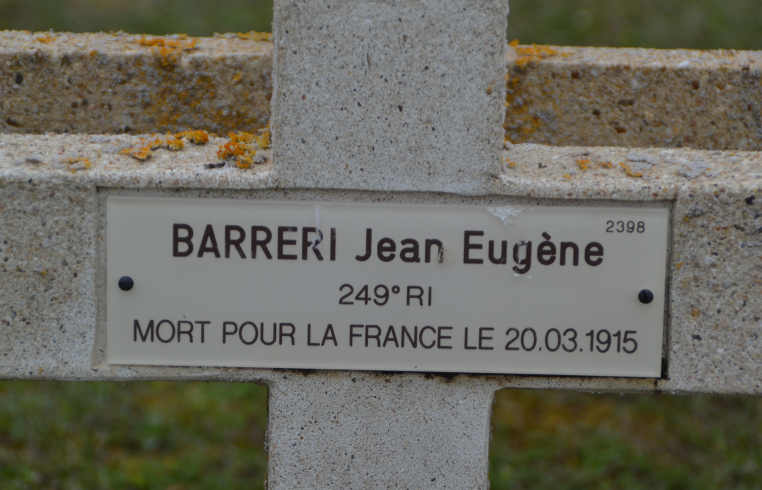 2398
BARRERI Jean Eugène
249° RI
MORT POUR LA FRANCE LE 20.03.1915